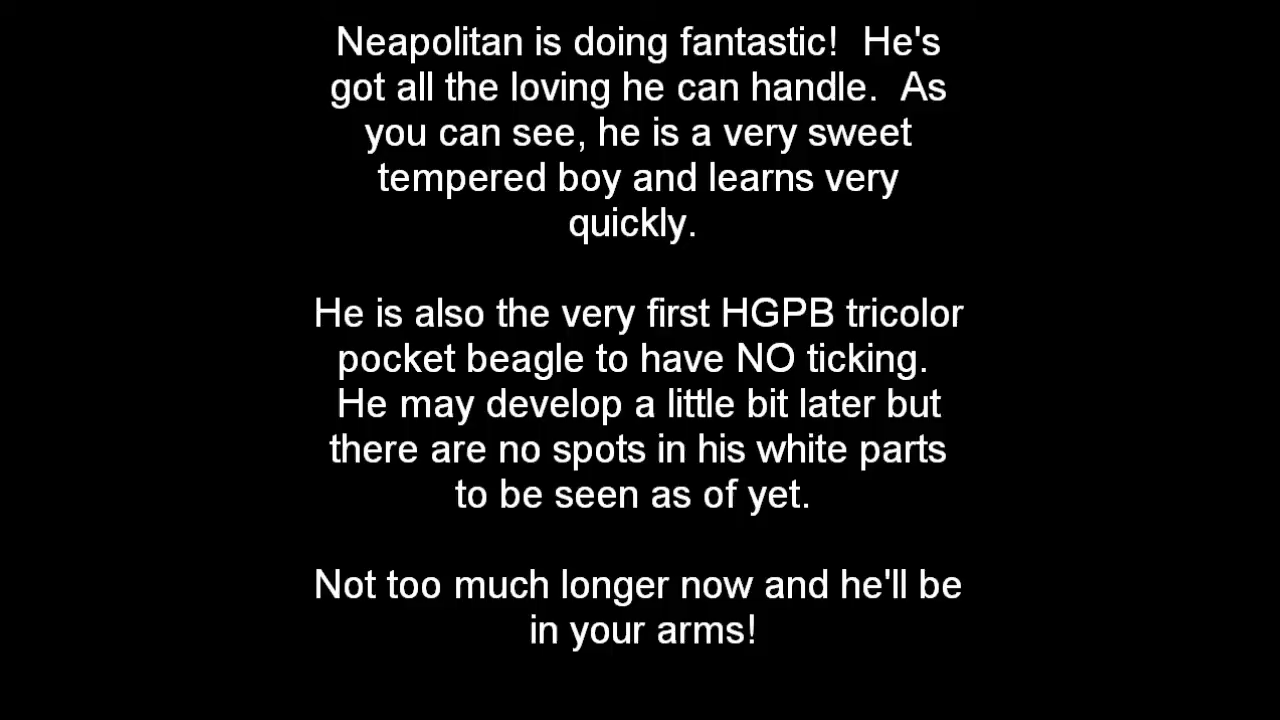 Neapolitan is doing fantastic!  He's
got all the loving he can handle.  As
you can see, he is a very sweet
tempered boy and learns very
quickly.
He is also the very first HGPB tricolor
pocket beagle to have NO ticking.
He may develop a little bit later but
there are no spots in his white parts
to be seen as of yet.
Not too much longer now and he'll be
in your arms!